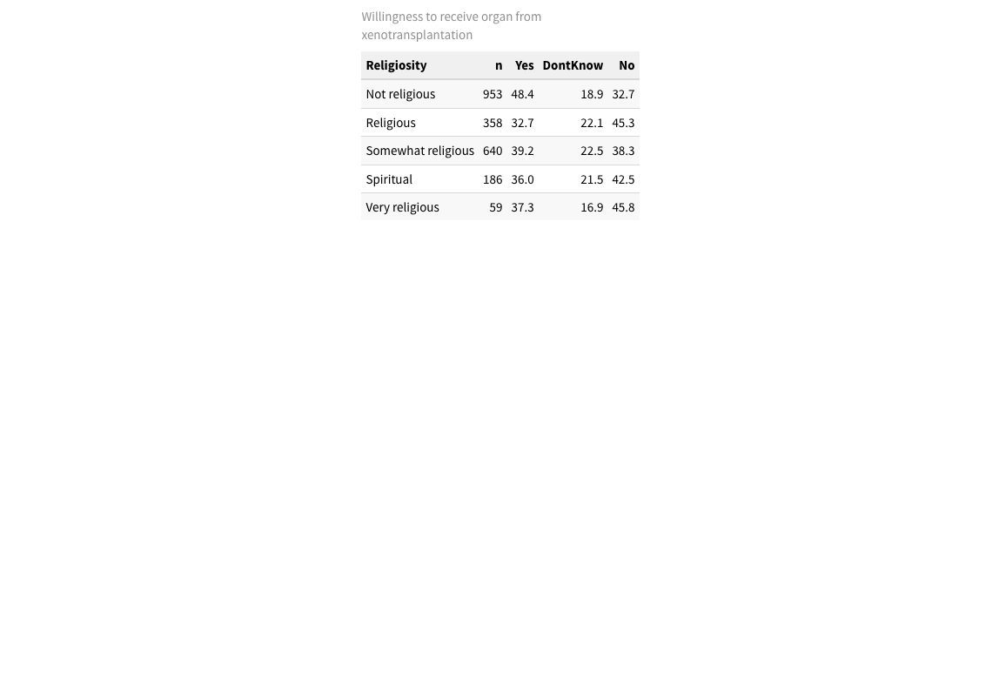 Willingness to receive organ from
xenotransplantation
Religiosity n Yes DontKnow No
Not religious 953 48.4 18.9 32.7
Religious 358 32.7 22.1 45.3
Somewhat religious 640 39.2 22.5 38.3
Spiritual 186 36.0 21.5 42.5
Very religious 59 37.3 16.9 45.8